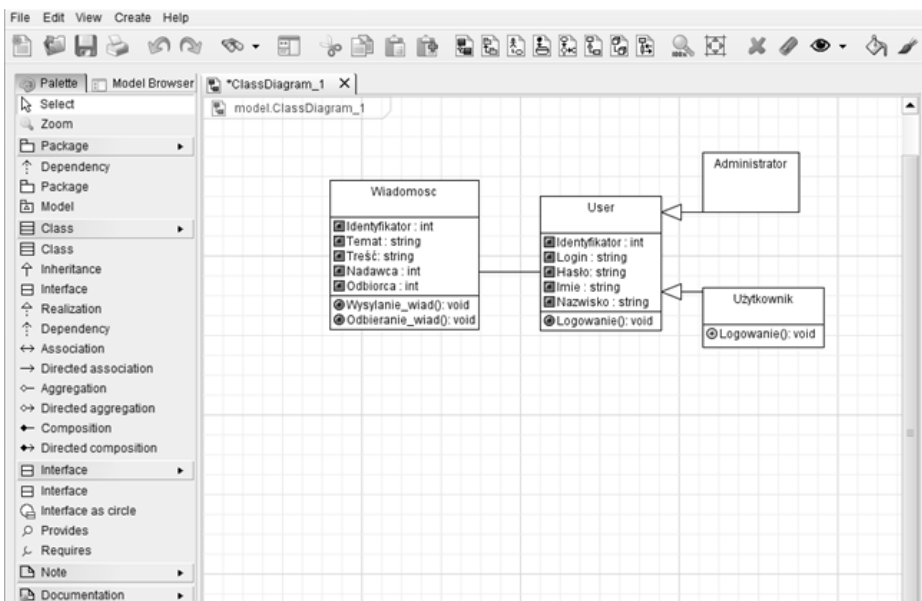 File Edit View Create Help
Palette Model Browser *ClassDiagram_1 X
Select
model.ClassDiagram_1
Zoom
Package
Dependency
Package
Model
Class
Class
Inheritance
Interface
Realization
Dependency
Association
Directed association
Aggregation
Directed aggregation
Composition
Directed composition
Interface
Interface
Interface as circle
Provides
Requires
Note
Documentation
Wiadomosc
Identyfikator : int
Temat : string
Treść: string
Nadawca : int
Odbiorca : int
Wysylanie_wiad(): void
Odbieranie_wiad(): void
User
Identyfikator : int
Login : string
Hasło: string
Imie : string
Nazwisko : string
Logowanie(): void
Administrator
Użytkownik
Logowanie(): void